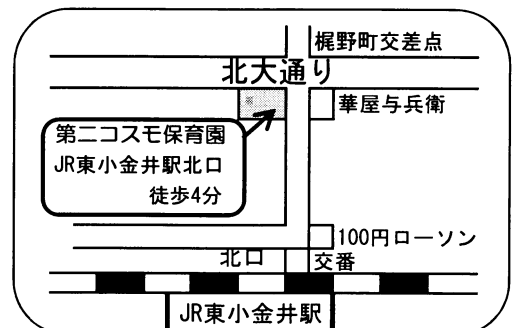 梶野町交差点
北大通り
華屋与兵衛
第二コスモ保育園
JR東小金井駅北口
徒歩4分
100円ローソン
北口
交番
JR東小金井駅